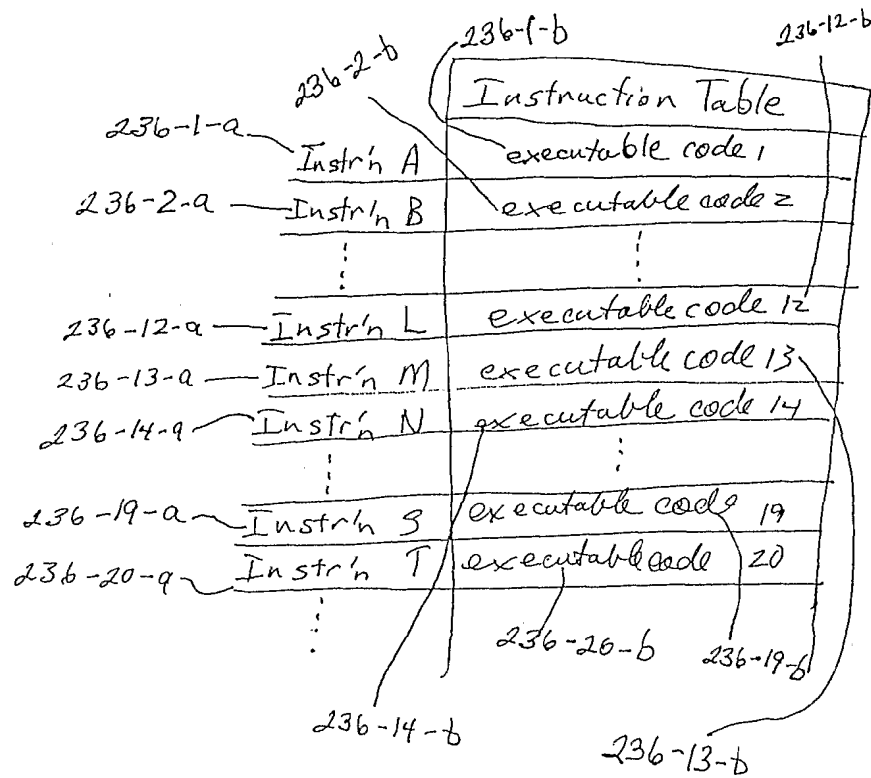 236-1-b
236-12-b
236-2-b
Instruction Table
236-1-a
Instr'n A
executable code 1
236-2-a
Instr'n B
executable code 2
236-12-a
Instr'n L
executable code 12
236-13-a
Instr'n M
executable code 13
236-14-a
Instr'n N
executable code 14
236-19-a
Instr'n S
executable code 19
236-20-a
Instr'n T
executable code 20
236-20-b
236-19-b
236-14-b
236-13-b